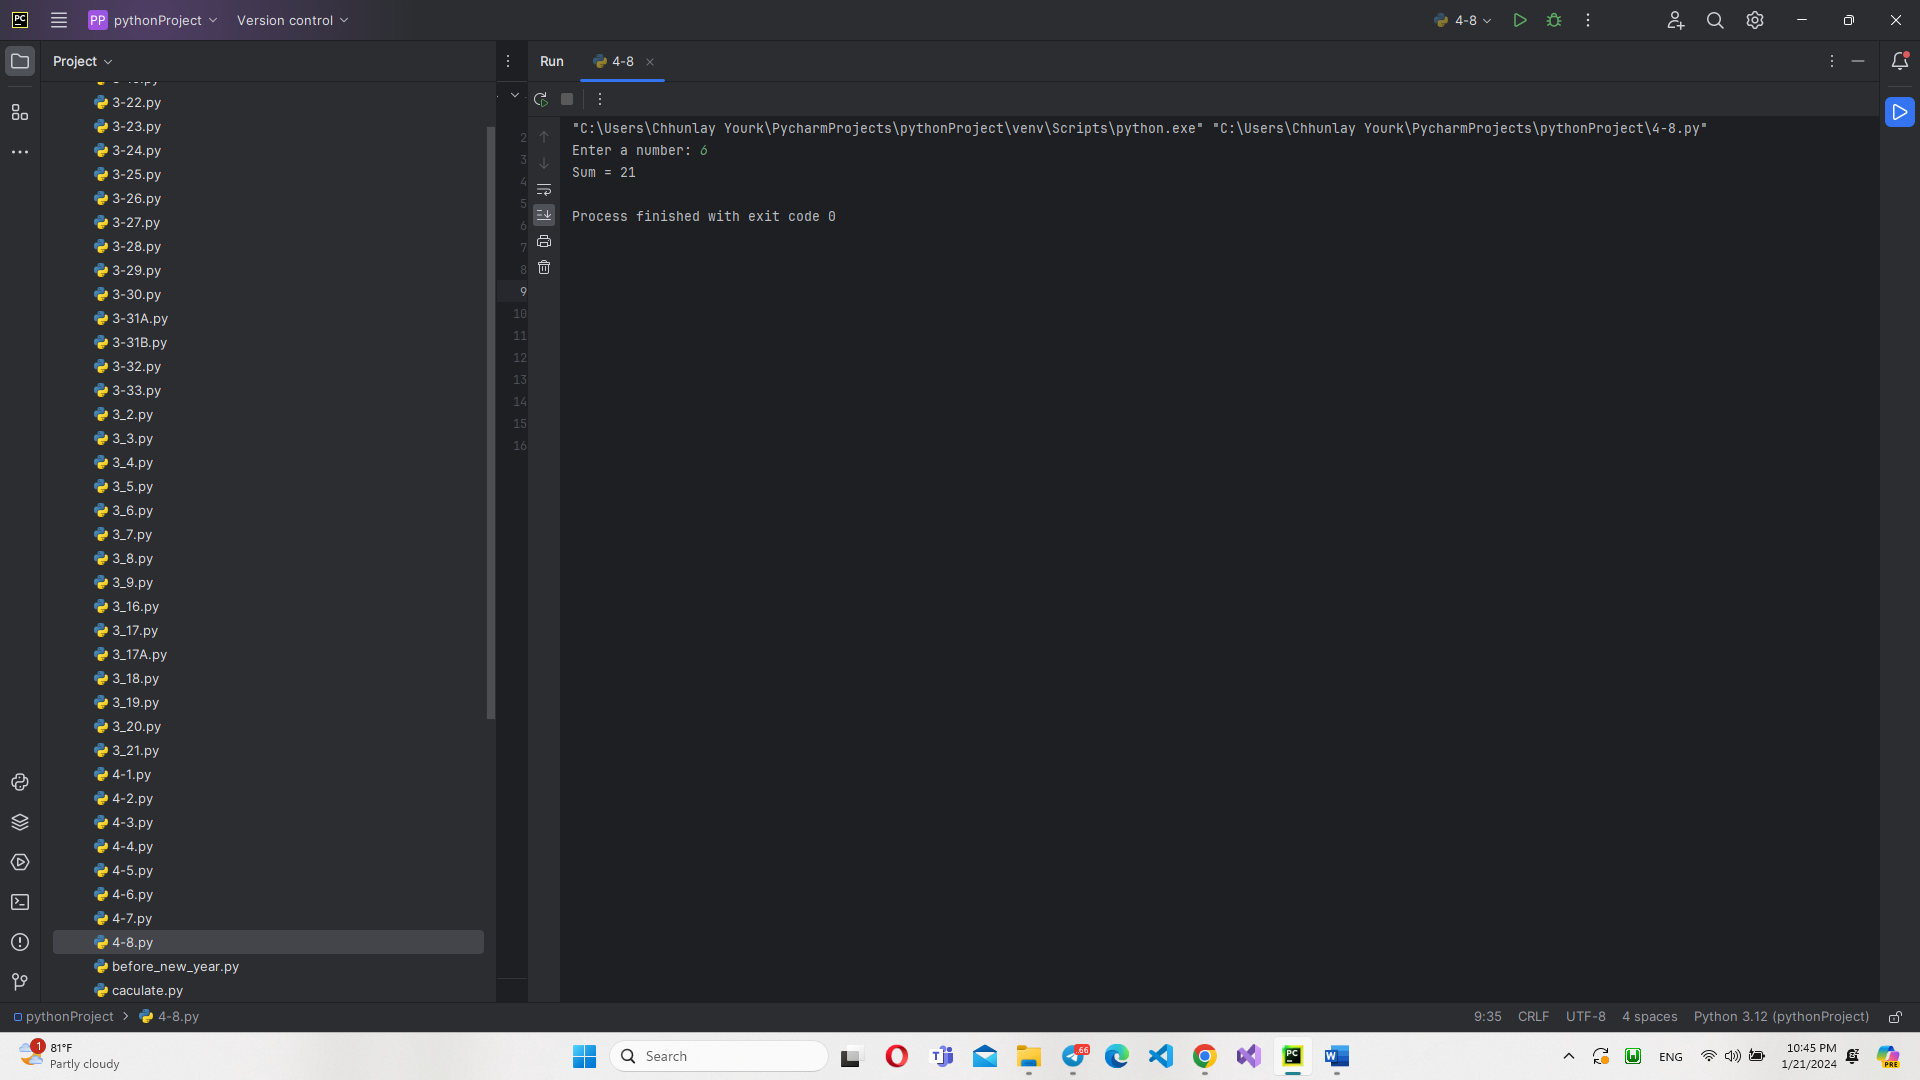 PC PP pythonProject Version control 4-8
Project Run 4-8
3-22.py
3-23.py
3-24.py
3-25.py
3-26.py
3-27.py
3-28.py
3-29.py
3-30.py
3-31A.py
3-31B.py
3-32.py
3-33.py
3_2.py
3_3.py
3_4.py
3_5.py
3_6.py
3_7.py
3_8.py
3_9.py
3_16.py
3_17.py
3_17A.py
3_18.py
3_19.py
3_20.py
3_21.py
4-1.py
4-2.py
4-3.py
4-4.py
4-5.py
4-6.py
4-7.py
4-8.py
before_new_year.py
caculate.py
2
3
4
5
6
7
8
9
10
11
12
13
14
15
16
"C:\Users\Chhunlay Yourk\PycharmProjects\pythonProject\venv\Scripts\python.exe" "C:\Users\Chhunlay Yourk\PycharmProjects\pythonProject\4-8.py"
Enter a number: 6
Sum = 21
Process finished with exit code 0
pythonProject 4-8.py 9:35 CRLF UTF-8 4 spaces Python 3.12 (pythonProject)
1 81°F
Partly cloudy
Search
66
PC
ENG
10:45 PM
1/21/2024
PRE